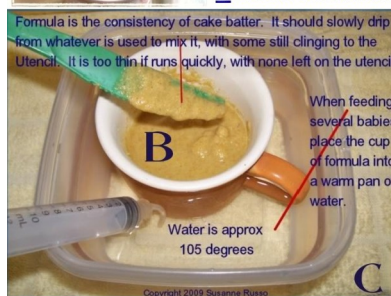 Formula is the consistency of cake batter. It should slowly drip
from whatever is used to mix it, with some still clinging to the
Utencil. It is too thin if runs quickly, with none left on the utenci
When feeding
several babies
place the cup
of formula into
a warm pan o
water.
B
Water is approx
105 degrees
C
Copyright 2009 Susanne Russo